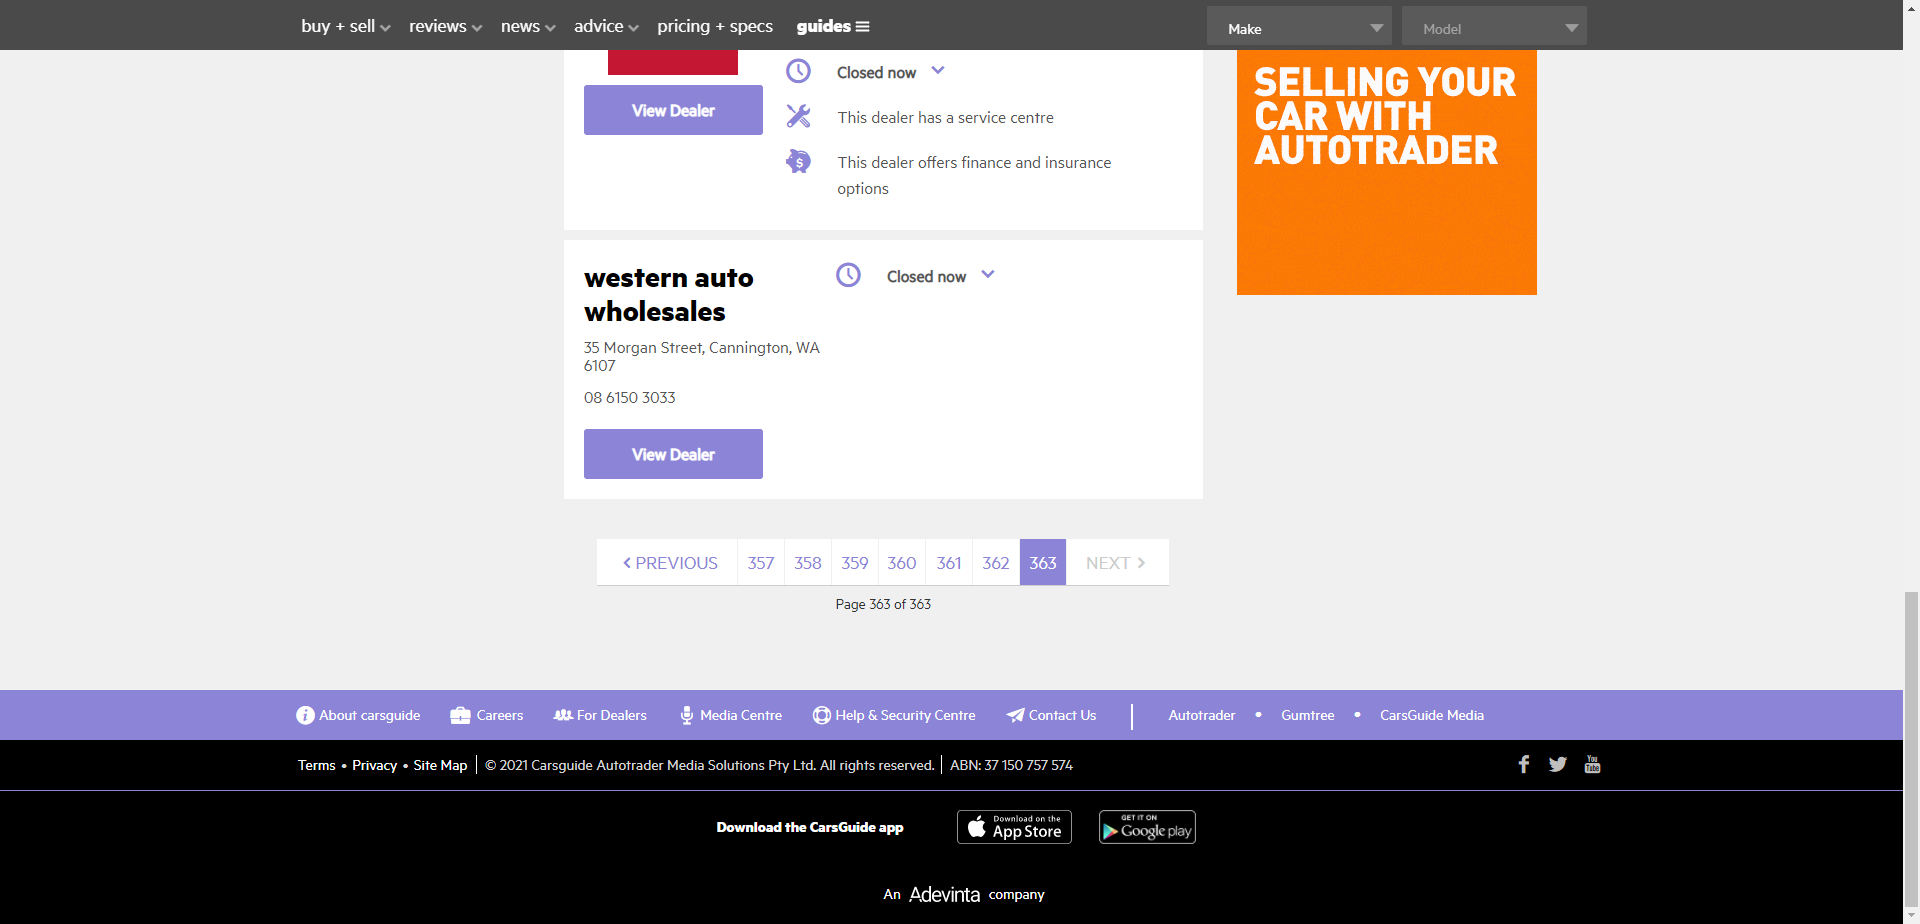 buy + sell reviews news advice pricing + specs guides Make Model
Closed now
View Dealer
This dealer has a service centre
This dealer offers finance and insurance
options
SELLING YOUR
CAR WITH
AUTOTRADER
western auto
wholesales
35 Morgan Street, Cannington, WA
6107
08 6150 3033
View Dealer
Closed now
PREVIOUS 357 358 359 360 361 362 363 NEXT
Page 363 of 363
About carsguide Careers For Dealers Media Centre Help & Security Centre Contact Us Autotrader • Gumtree • CarsGuide Media
Terms • Privacy • Site Map © 2021 Carsguide Autotrader Media Solutions Pty Ltd. All rights reserved. ABN: 37 150 757 574
You
Tube
Download the CarsGuide app
Download on the
App Store
GET IT ON
Google play
An Adevinta company